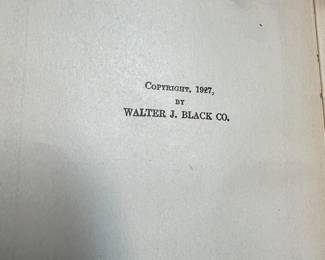 Copyright, 1927,
BY
WALTER J. BLACK CO.